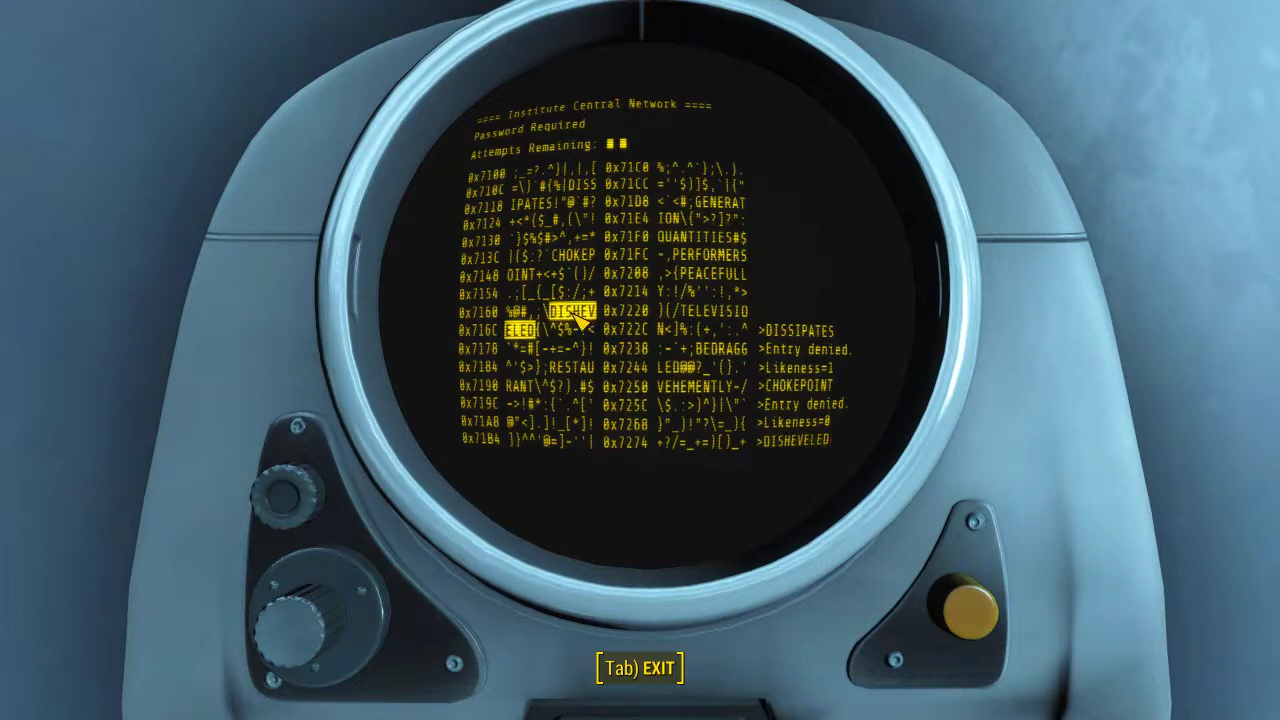 ==== Institute Central Network ====
Password Required
Attempts Remaining: ■ ■
0x7100 :_=?.^}|,|,[ 0x71C0 %;^.^`};\.).
0x710C =\)`#{%|DISS 0x71CC =''$)]$,`|{"
0x7118 IPATES!"@`#? 0x71D8 <`<#;GENERAT
0x7124 +<*{$_#,(\"! 0x71E4 ION\{">?]?":
0x7130 `}$%$#>^,+=* 0x71F0 QUANTITIES#$
0x713C |($:?`CHOKEP 0x71FC -,PERFORMERS
0x7148 OINT+<+$`()/ 0x7208 ,>{PEACEFULL
0x7154 .;[_(_[$:/;+ 0x7214 Y:!/%'':!,*>
0x7160 %@#,;\DISHEV 0x7220 )(/TELEVISIO
0x716C ELED(\^$%-!< 0x722C N<]%:(+,':.^ >DISSIPATES
0x7178 `*=#[-+=-^}! 0x7238 :-`+;BEDRAGG >Entry denied.
0x7184 ^'$>};RESTAU 0x7244 LED@@?_'(}.' >Likeness=1
0x7190 RANT\^$?).#$ 0x7250 VEHEMENTLY-/ >CHOKEPOINT
0x719C ->!#*:{`.^[' 0x725C \$.:>)^}|\"` >Entry denied.
0x71A8 @"<].]!_[*]! 0x7268 }"_)!"?\=_){ >Likeness=0
0x71B4 ]}^^'@=]-''| 0x7274 +?/=_+=)[)_+ >DISHEVELED
[Tab) EXIT]